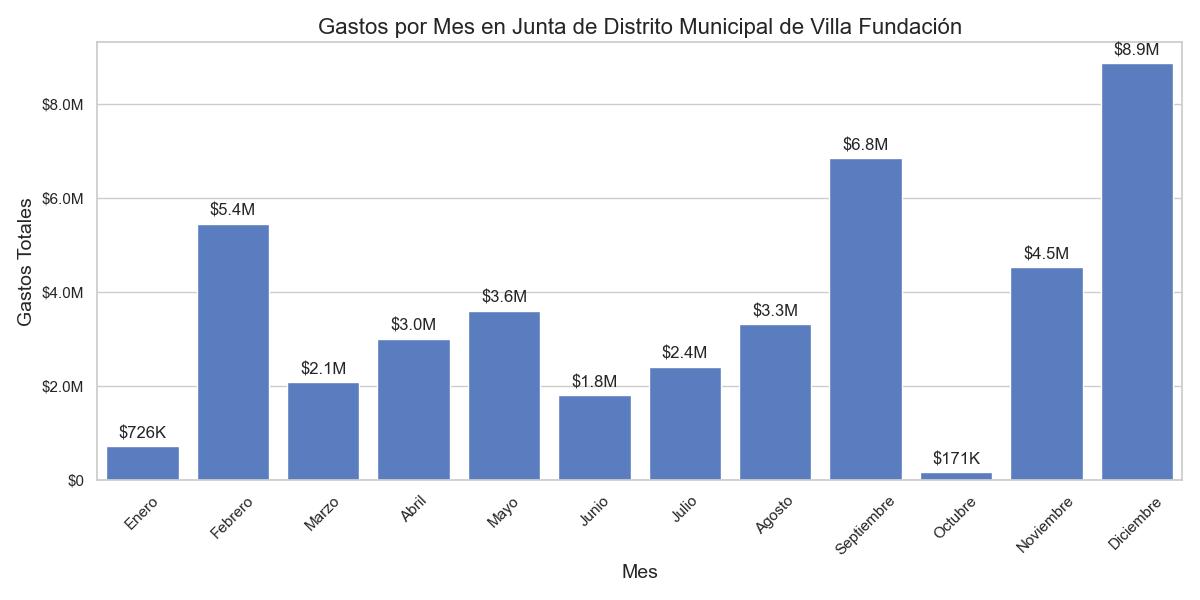 Gastos por Mes en Junta de Distrito Municipal de Villa Fundación
Gastos Totales
$8.0M
$6.0M
$4.0M
$2.0M
$0
$726K
$5.4M
$2.1M
$3.0M
$3.6M
$1.8M
$2.4M
$3.3M
$6.8M
$171K
$4.5M
$8.9M
Enero
Febrero
Marzo
Abril
Mayo
Junio
Julio
Agosto
Septiembre
Octubre
Noviembre
Diciembre
Mes